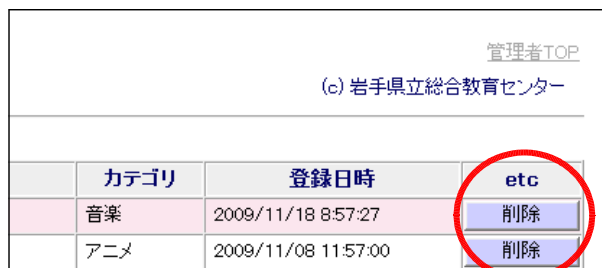 管理者TOP
(c) 岩手県立総合教育センター
カテゴリ 登録日時 etc
音楽 2009/11/18 8:57:27 削除
アニメ 2009/11/08 11:57:00 削除